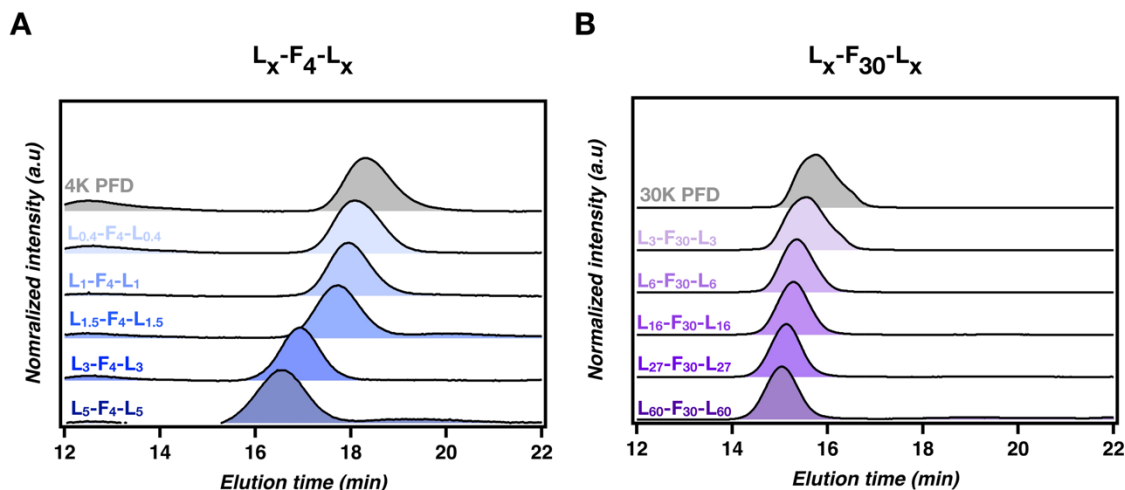 A
Lₓ-F₄-Lₓ
Nomralized intensity (a.u)
4K PFD
L₀.₄-F₄-L₀.₄
L₁-F₄-L₁
L₁.₅-F₄-L₁.₅
L₃-F₄-L₃
L₅-F₄-L₅
12 14 16 18 20 22
Elution time (min)
B
Lₓ-F₃₀-Lₓ
Normalized intensity (a.u)
30K PFD
L₃-F₃₀-L₃
L₆-F₃₀-L₆
L₁₆-F₃₀-L₁₆
L₂₇-F₃₀-L₂₇
L₆₀-F₃₀-L₆₀
12 14 16 18 20 22
Elution time (min)